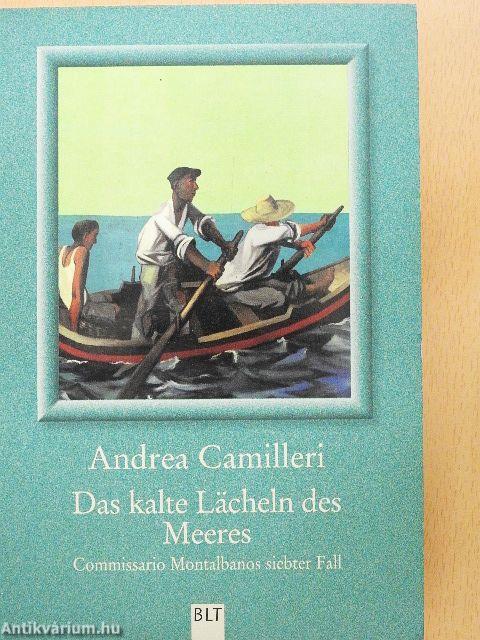 Andrea Camilleri
Das kalte Lächeln des
Meeres
Commissario Montalbanos siebter Fall
BLT
Antikvárium.hu